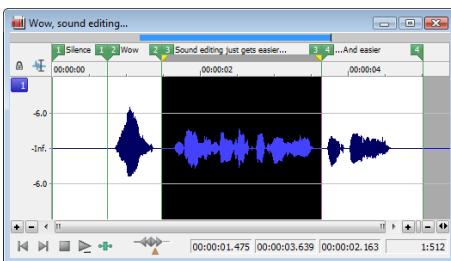 Wow, sound editing...
1 Silence 1 2 Wow 2 3 Sound editing just gets easier... 3 4 ...And easier 4
00:00:00 00:00:02 00:00:04
1
-6.0
-Inf.
-6.0
00:00:01.475 00:00:03.639 00:00:02.163 1:512